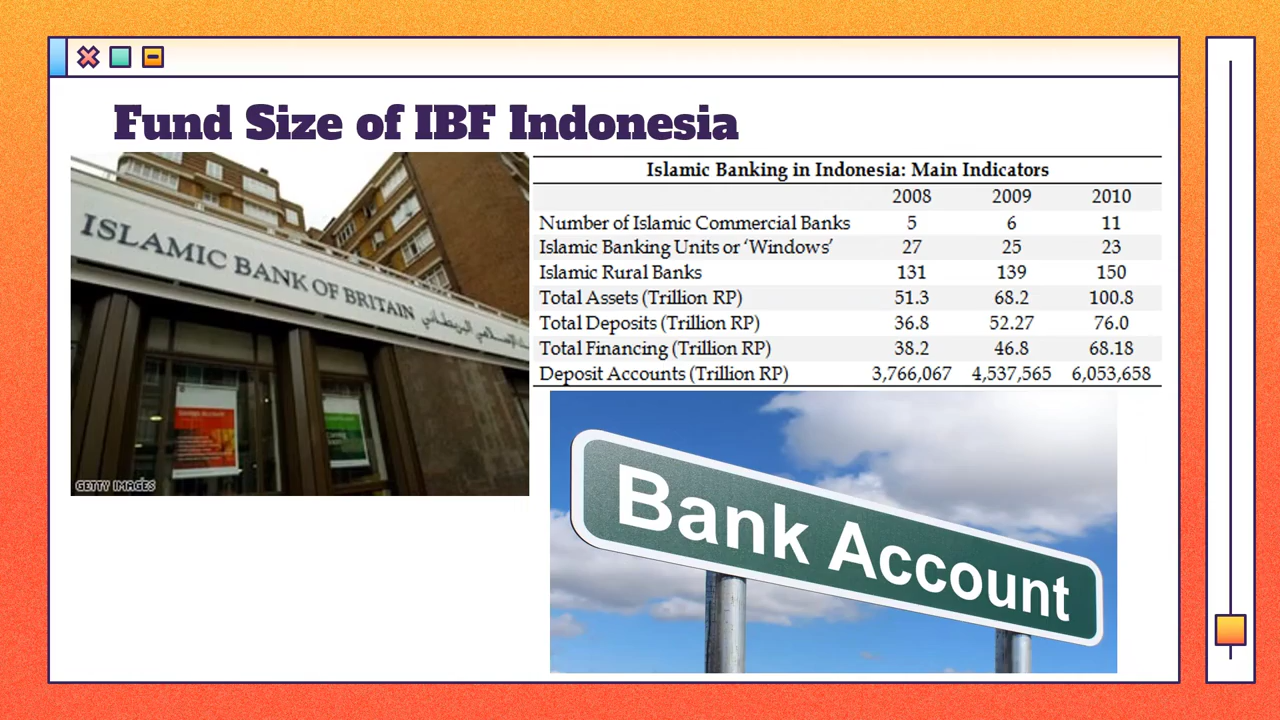 Fund Size of IBF Indonesia
ISLAMIC BANK OF BRITAIN
GETTY IMAGES
Islamic Banking in Indonesia: Main Indicators
2008 2009 2010
Number of Islamic Commercial Banks 5 6 11
Islamic Banking Units or ‘Windows’ 27 25 23
Islamic Rural Banks 131 139 150
Total Assets (Trillion RP) 51.3 68.2 100.8
Total Deposits (Trillion RP) 36.8 52.27 76.0
Total Financing (Trillion RP) 38.2 46.8 68.18
Deposit Accounts (Trillion RP) 3,766,067 4,537,565 6,053,658
Bank Account